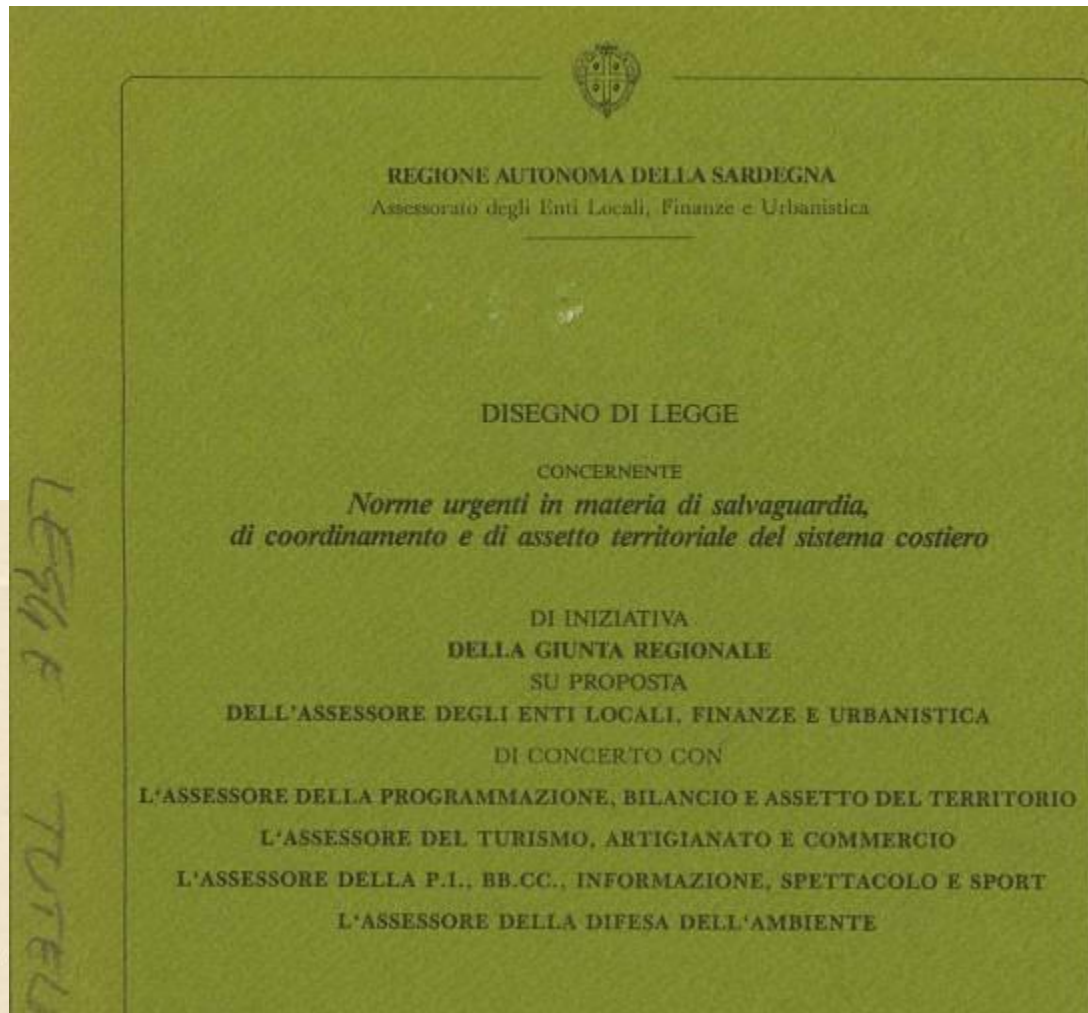 REGIONE AUTONOMA DELLA SARDEGNA
Assessorato degli Enti Locali, Finanze e Urbanistica
DISEGNO DI LEGGE
CONCERNENTE
Norme urgenti in materia di salvaguardia,
di coordinamento e di assetto territoriale del sistema costiero
DI INIZIATIVA
DELLA GIUNTA REGIONALE
SU PROPOSTA
DELL'ASSESSORE DEGLI ENTI LOCALI, FINANZE E URBANISTICA
DI CONCERTO CON
L'ASSESSORE DELLA PROGRAMMAZIONE, BILANCIO E ASSETTO DEL TERRITORIO
L'ASSESSORE DEL TURISMO, ARTIGIANATO E COMMERCIO
L'ASSESSORE DELLA P.I., BB.CC., INFORMAZIONE, SPETTACOLO E SPORT
L'ASSESSORE DELLA DIFESA DELL'AMBIENTE
LEGGE TUTEL